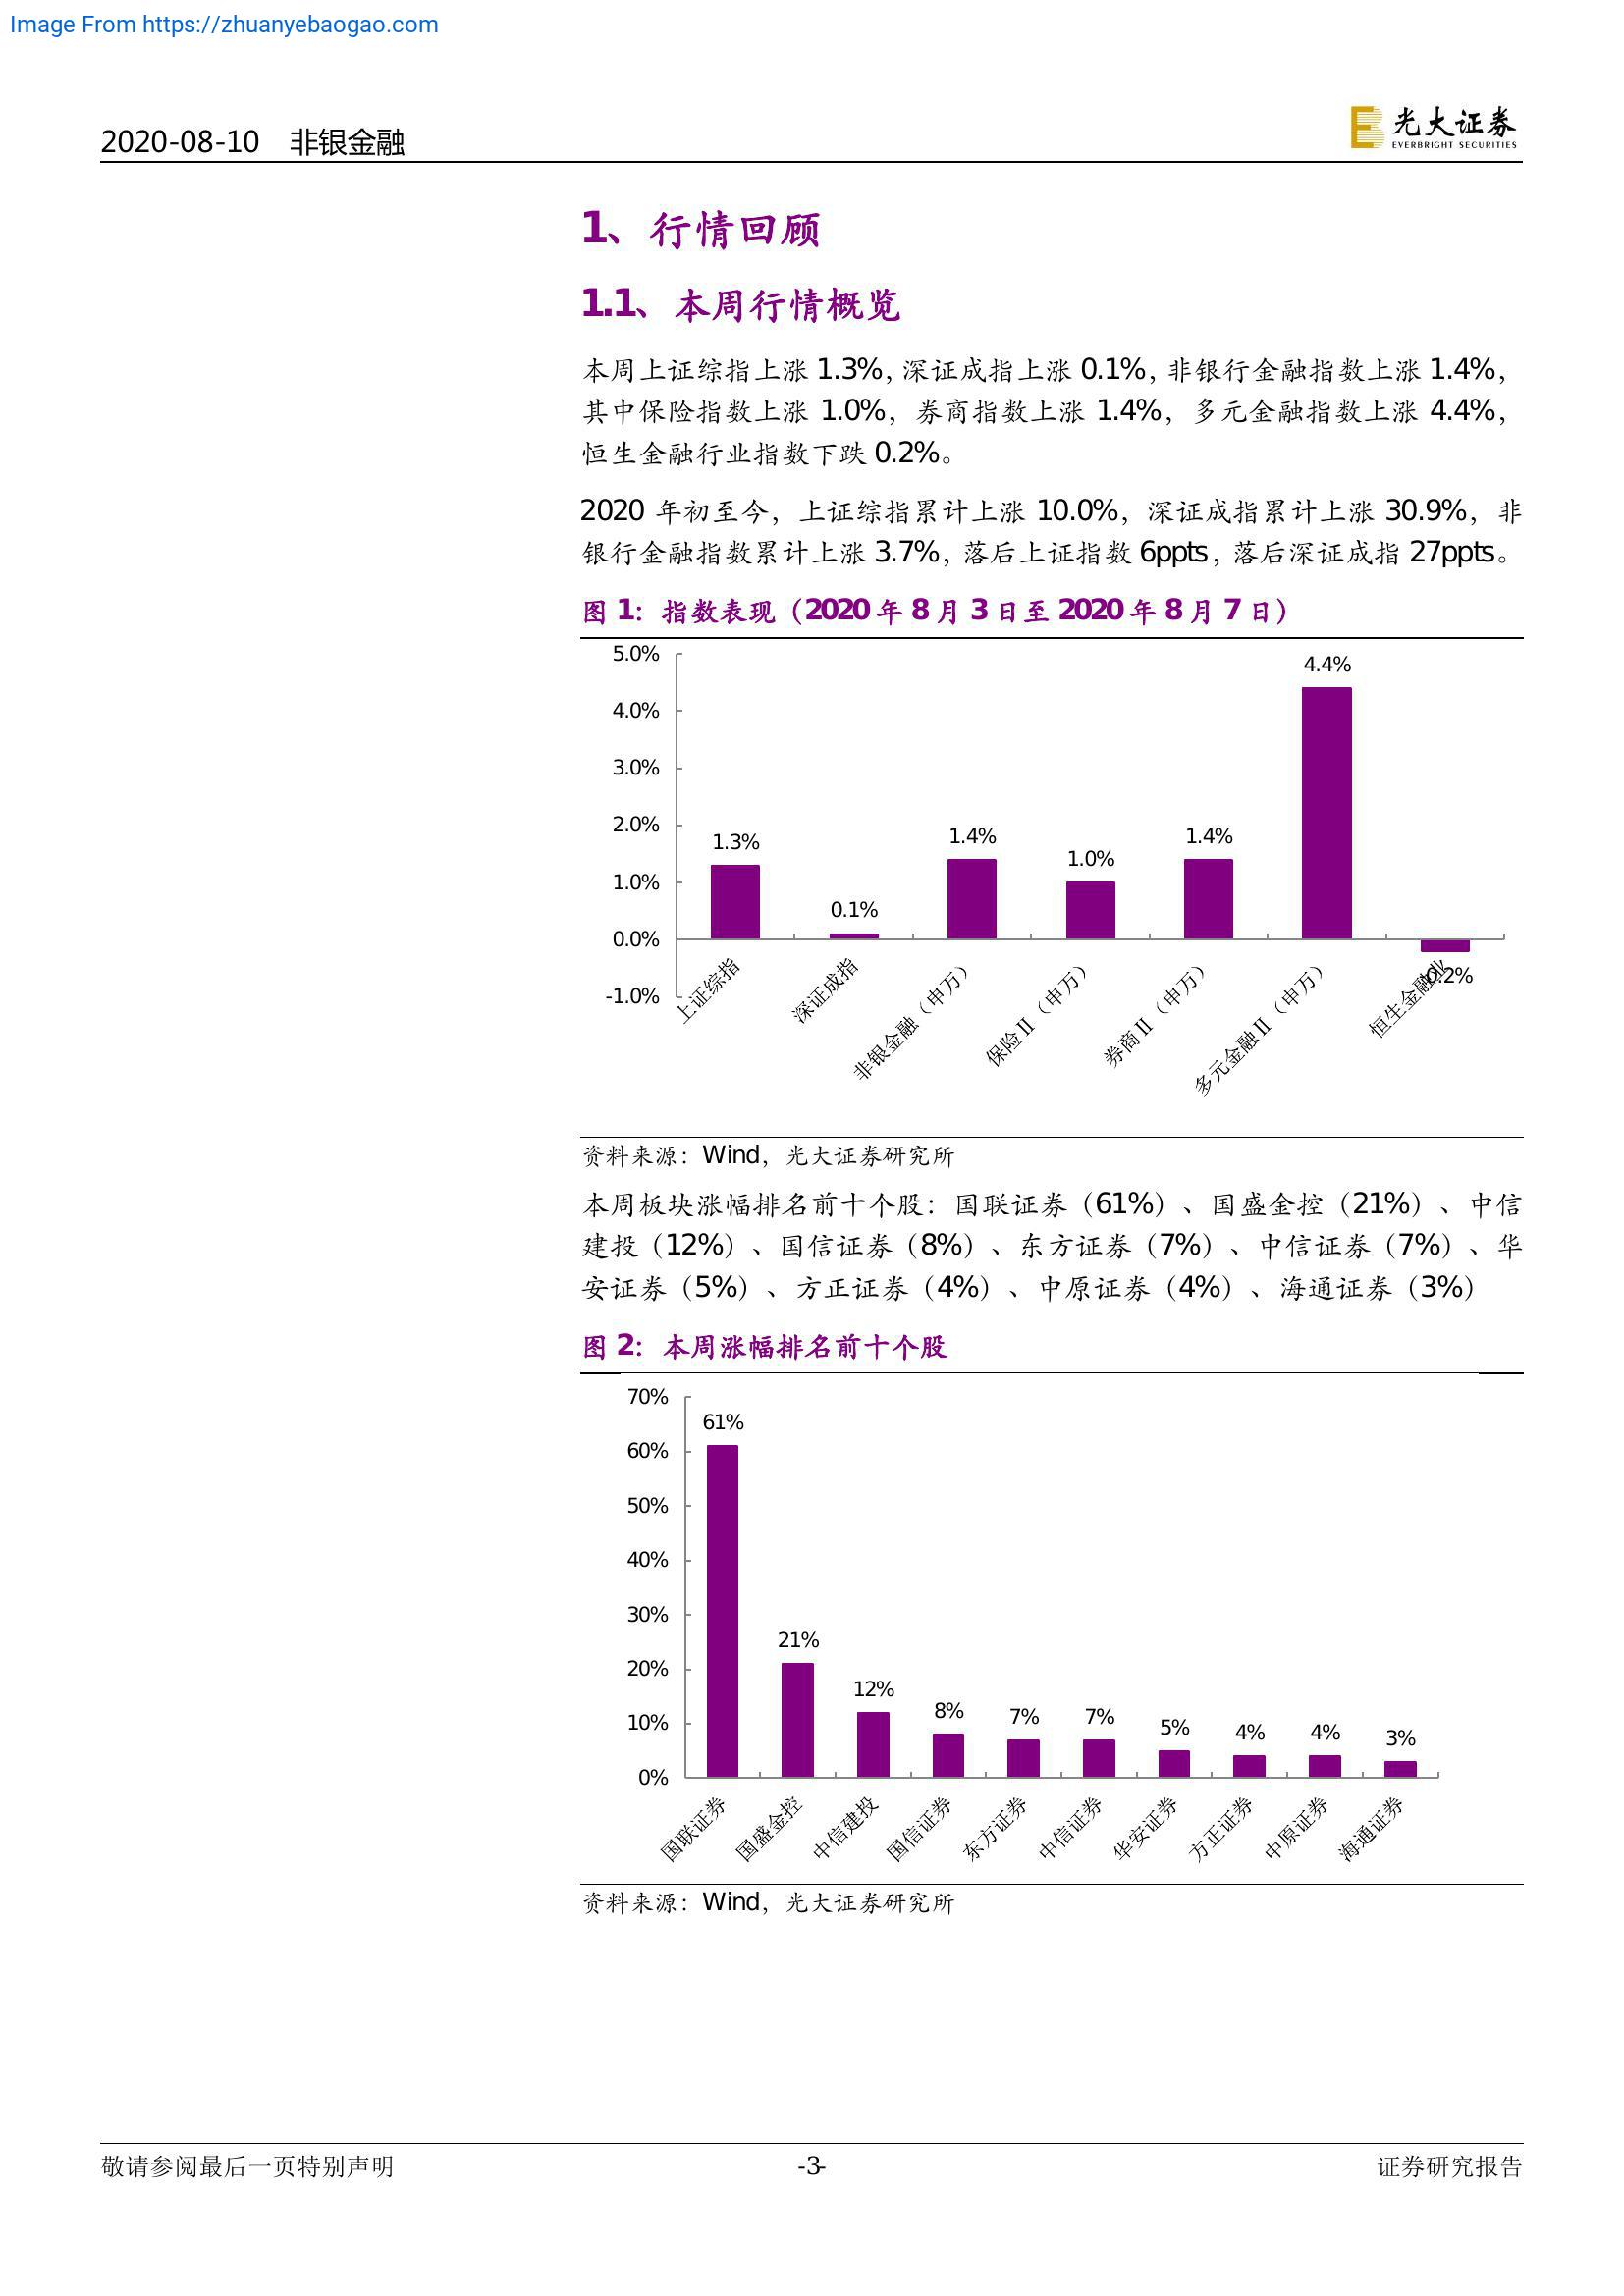 Image From https://zhuanyebaogao.com
2020-08-10 非银金融
光大证券
EVERBRIGHT SECURITIES
1、行情回顾
1.1、本周行情概览
本周上证综指上涨 1.3%，深证成指上涨 0.1%，非银行金融指数上涨 1.4%，
其中保险指数上涨 1.0%，券商指数上涨 1.4%，多元金融指数上涨 4.4%，
恒生金融行业指数下跌 0.2%。
2020 年初至今，上证综指累计上涨 10.0%，深证成指累计上涨 30.9%，非
银行金融指数累计上涨 3.7%，落后上证指数 6ppts，落后深证成指 27ppts。
图 1：指数表现（2020 年 8 月 3 日至 2020 年 8 月 7 日）
5.0%
4.0%
3.0%
2.0%
1.0%
0.0%
-1.0%
1.3%
0.1%
1.4%
1.0%
1.4%
4.4%
-0.2%
上证综指
深证成指
非银金融（申万）
保险Ⅱ（申万）
券商Ⅱ（申万）
多元金融Ⅱ（申万）
恒生金融业
资料来源：Wind，光大证券研究所
本周板块涨幅排名前十个股：国联证券（61%）、国盛金控（21%）、中信
建投（12%）、国信证券（8%）、东方证券（7%）、中信证券（7%）、华
安证券（5%）、方正证券（4%）、中原证券（4%）、海通证券（3%）
图 2：本周涨幅排名前十个股
70%
60%
50%
40%
30%
20%
10%
0%
61%
21%
12%
8%
7%
7%
5%
4%
4%
3%
国联证券
国盛金控
中信建投
国信证券
东方证券
中信证券
华安证券
方正证券
中原证券
海通证券
资料来源：Wind，光大证券研究所
敬请参阅最后一页特别声明
-3-
证券研究报告